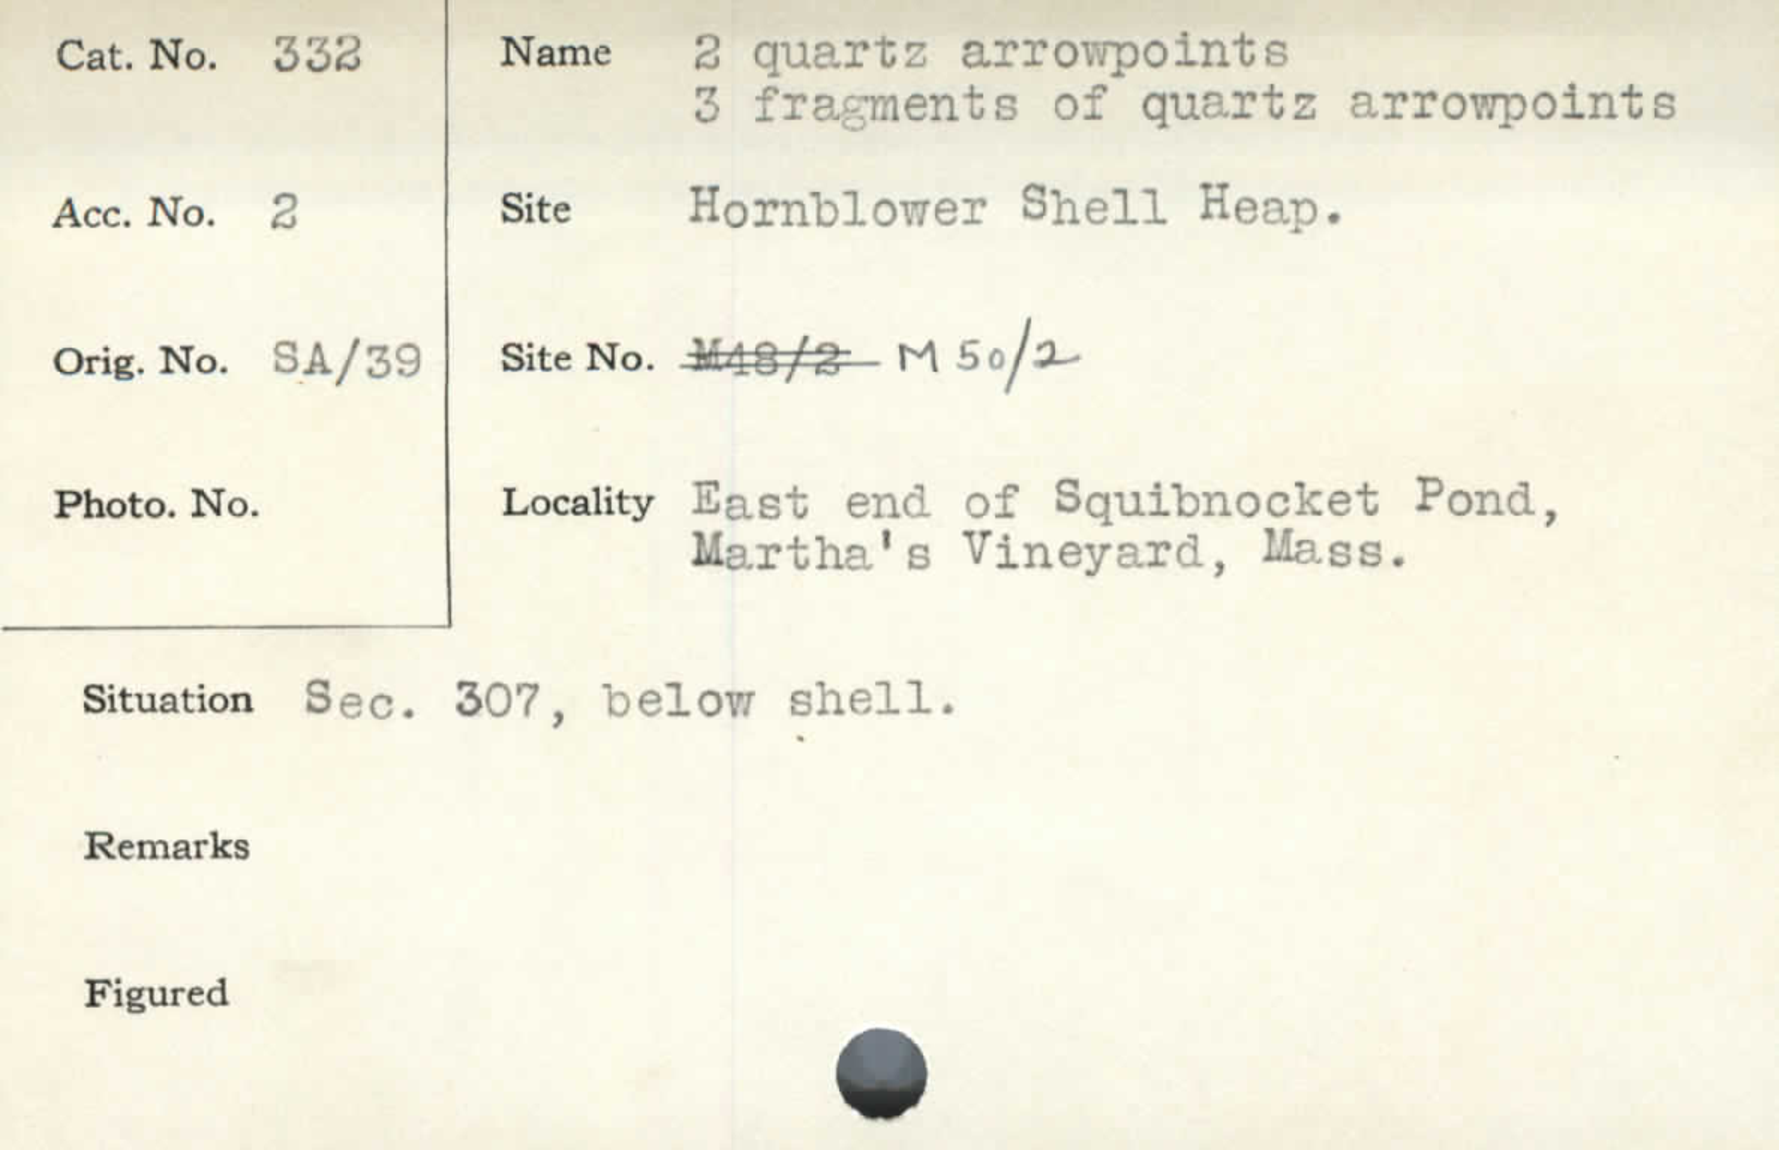 Cat. No. 332
Name 2 quartz arrowpoints
3 fragments of quartz arrowpoints
Acc. No. 2
Site Hornblower Shell Heap.
Orig. No. SA/39
Site No. M48/2 M 50/2
Photo. No.
Locality East end of Squibnocket Pond,
Martha's Vineyard, Mass.
Situation Sec. 307, below shell.
Remarks
Figured